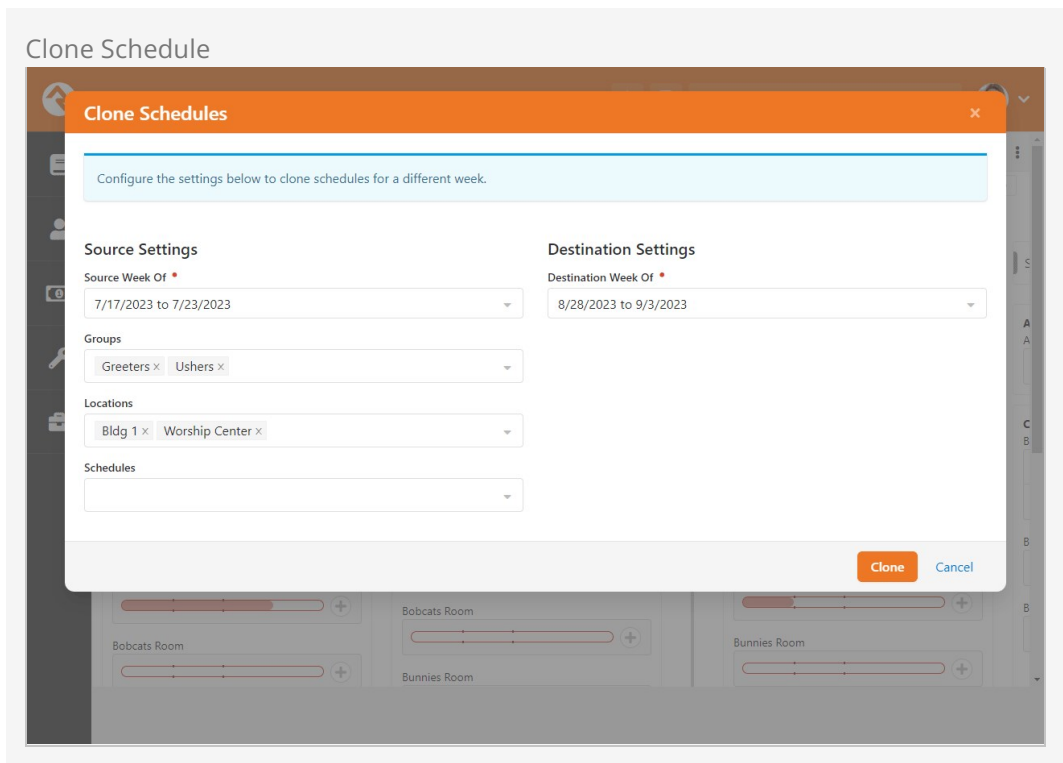 Clone Schedule
Clone Schedules ×
Configure the settings below to clone schedules for a different week.
Source Settings
Source Week Of *
7/17/2023 to 7/23/2023
Groups
Greeters × Ushers ×
Locations
Bldg 1 × Worship Center ×
Schedules
Destination Settings
Destination Week Of *
8/28/2023 to 9/3/2023
Clone Cancel
Bobcats Room
Bobcats Room
Bunnies Room
Bunnies Room
S
A
A
C
B
B
B